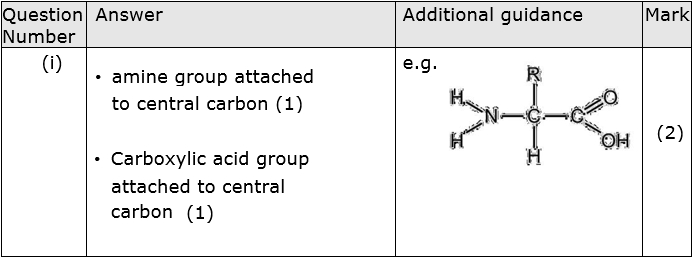 Question Number
Answer
Additional guidance
Mark
(i)
• amine group attached
to central carbon (1)
• Carboxylic acid group
attached to central
carbon (1)
e.g.
R
H
O
N
C
C
H
OH
H
(2)